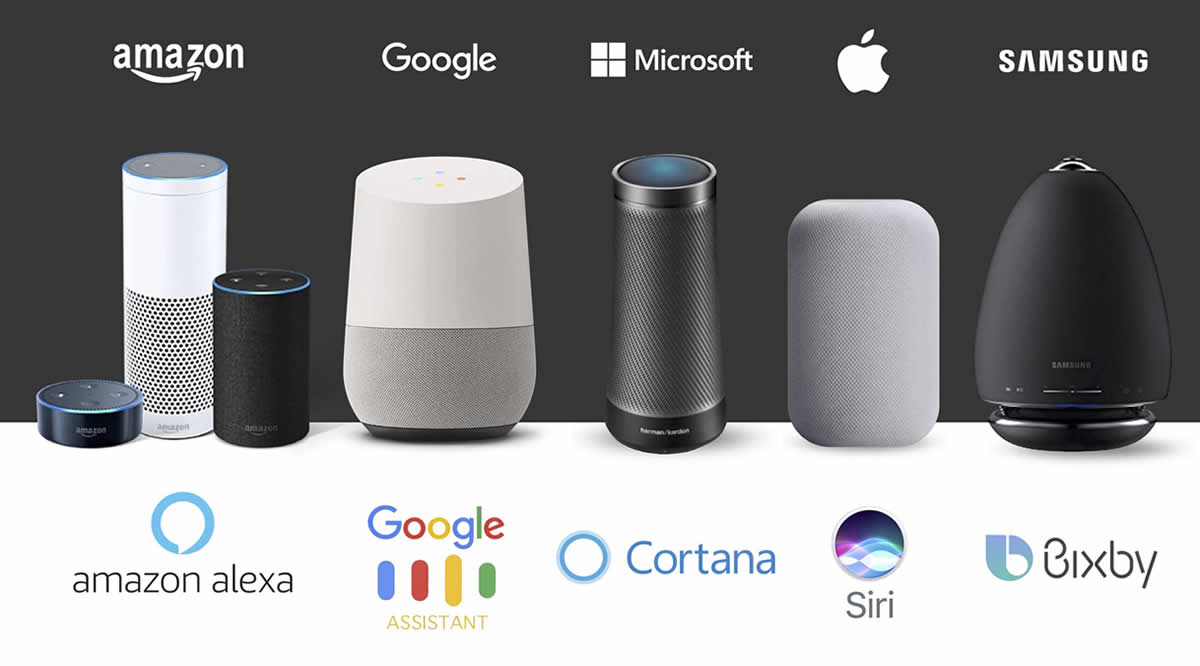 amazon
Google
Microsoft
SAMSUNG
amazon
amazon
amazon
harman/kardon
SAMSUNG
amazon alexa
Google
ASSISTANT
Cortana
Siri
Bixby